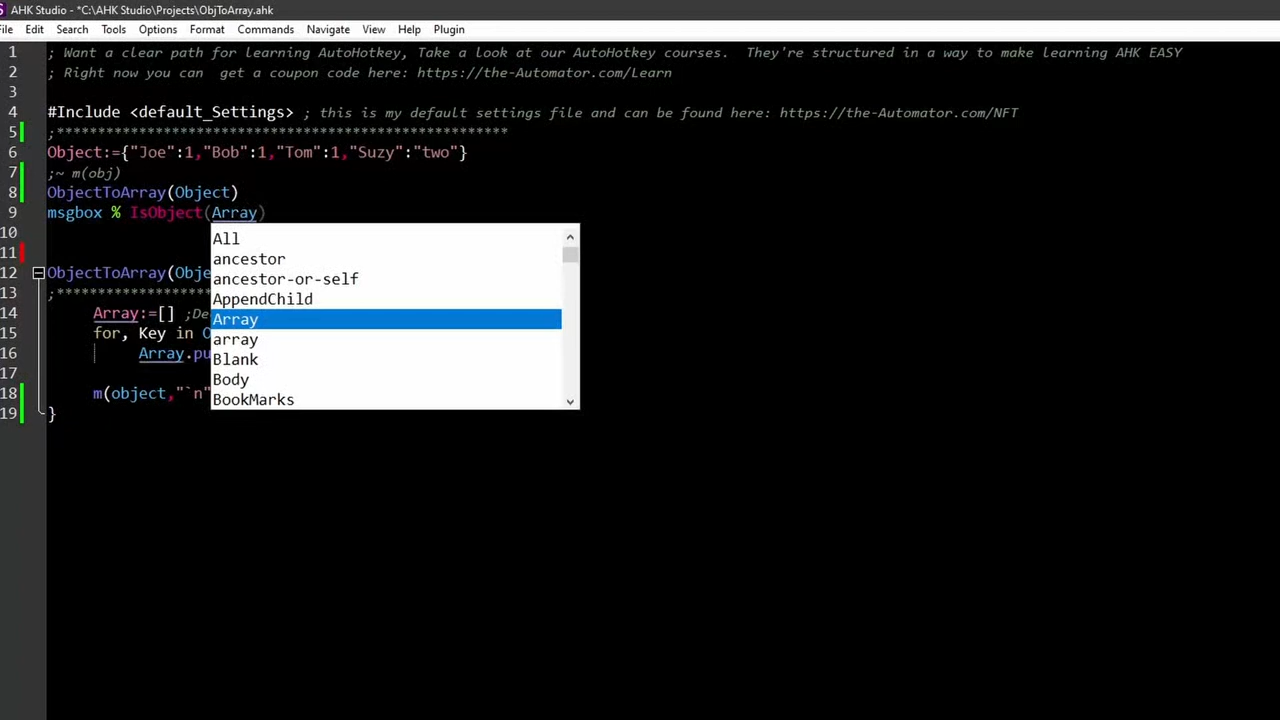 AHK Studio - *C:\AHK Studio\Projects\ObjToArray.ahk
File Edit Search Tools Options Format Commands Navigate View Help Plugin
1 ; Want a clear path for learning AutoHotkey, Take a look at our AutoHotkey courses. They're structured in a way to make learning AHK EASY
2 ; Right now you can get a coupon code here: https://the-Automator.com/Learn
3
4 #Include <default_Settings> ; this is my default settings file and can be found here: https://the-Automator.com/NFT
5 ;*******************************************************
6 Object:={"Joe":1,"Bob":1,"Tom":1,"Suzy":"two"}
7 ;~ m(obj)
8 ObjectToArray(Object)
9 msgbox % IsObject(Array)
10
11
12 ObjectToArray(Obje
13 ;*******************
14 Array:=[] ;De
15 for, Key in O
16 Array.pu
17
18 m(object,"`n"
19 }
All
ancestor
ancestor-or-self
AppendChild
Array
array
Blank
Body
BookMarks